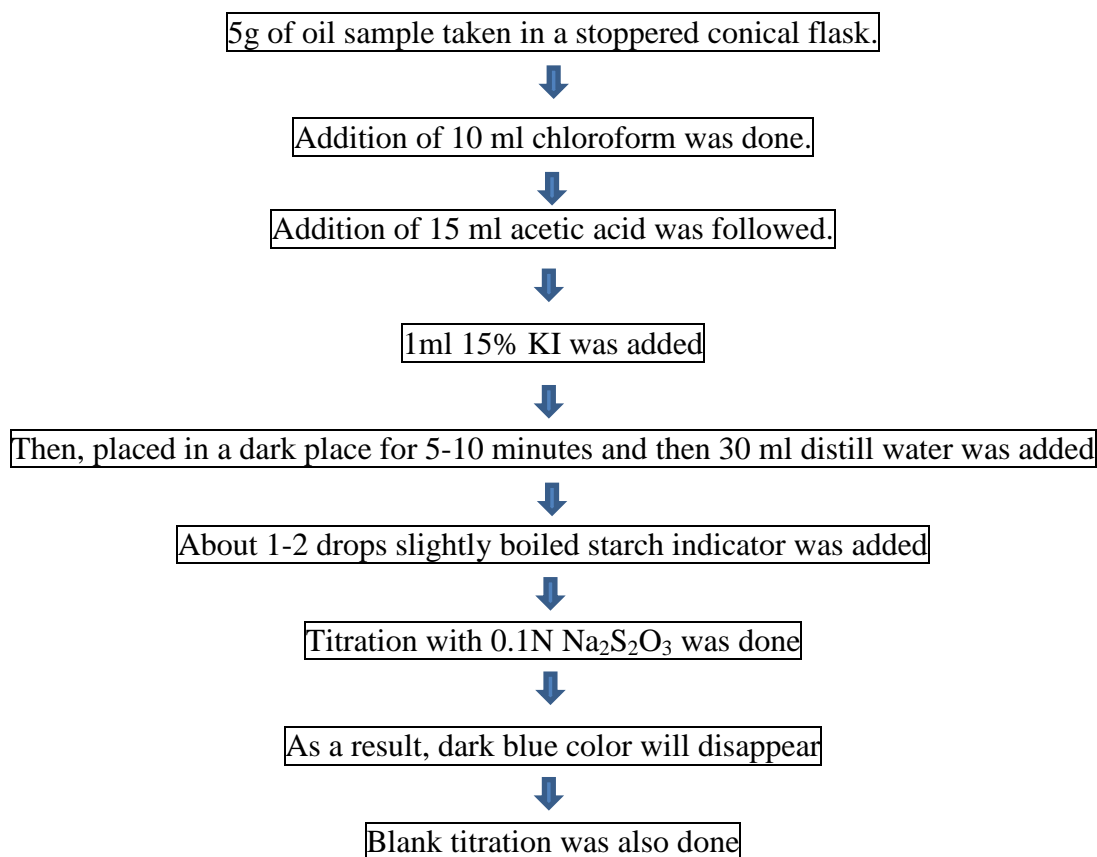 5g of oil sample taken in a stoppered conical flask.
Addition of 10 ml chloroform was done.
Addition of 15 ml acetic acid was followed.
1ml 15% KI was added
Then, placed in a dark place for 5-10 minutes and then 30 ml distill water was added
About 1-2 drops slightly boiled starch indicator was added
Titration with 0.1N Na₂S₂O₃ was done
As a result, dark blue color will disappear
Blank titration was also done